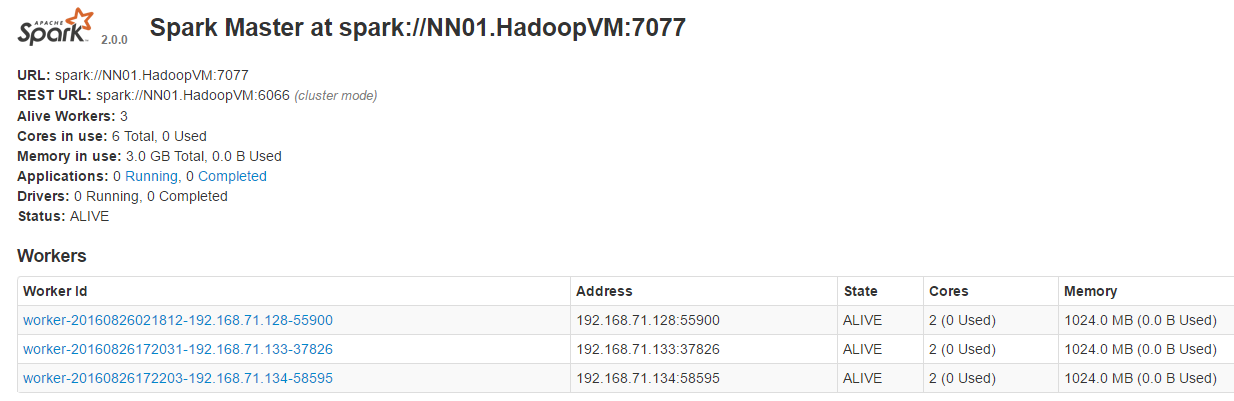 APACHE
Spark 2.0.0 Spark Master at spark://NN01.HadoopVM:7077
URL: spark://NN01.HadoopVM:7077
REST URL: spark://NN01.HadoopVM:6066 (cluster mode)
Alive Workers: 3
Cores in use: 6 Total, 0 Used
Memory in use: 3.0 GB Total, 0.0 B Used
Applications: 0 Running, 0 Completed
Drivers: 0 Running, 0 Completed
Status: ALIVE
Workers
Worker Id Address State Cores Memory
worker-20160826021812-192.168.71.128-55900 192.168.71.128:55900 ALIVE 2 (0 Used) 1024.0 MB (0.0 B Used)
worker-20160826172031-192.168.71.133-37826 192.168.71.133:37826 ALIVE 2 (0 Used) 1024.0 MB (0.0 B Used)
worker-20160826172203-192.168.71.134-58595 192.168.71.134:58595 ALIVE 2 (0 Used) 1024.0 MB (0.0 B Used)